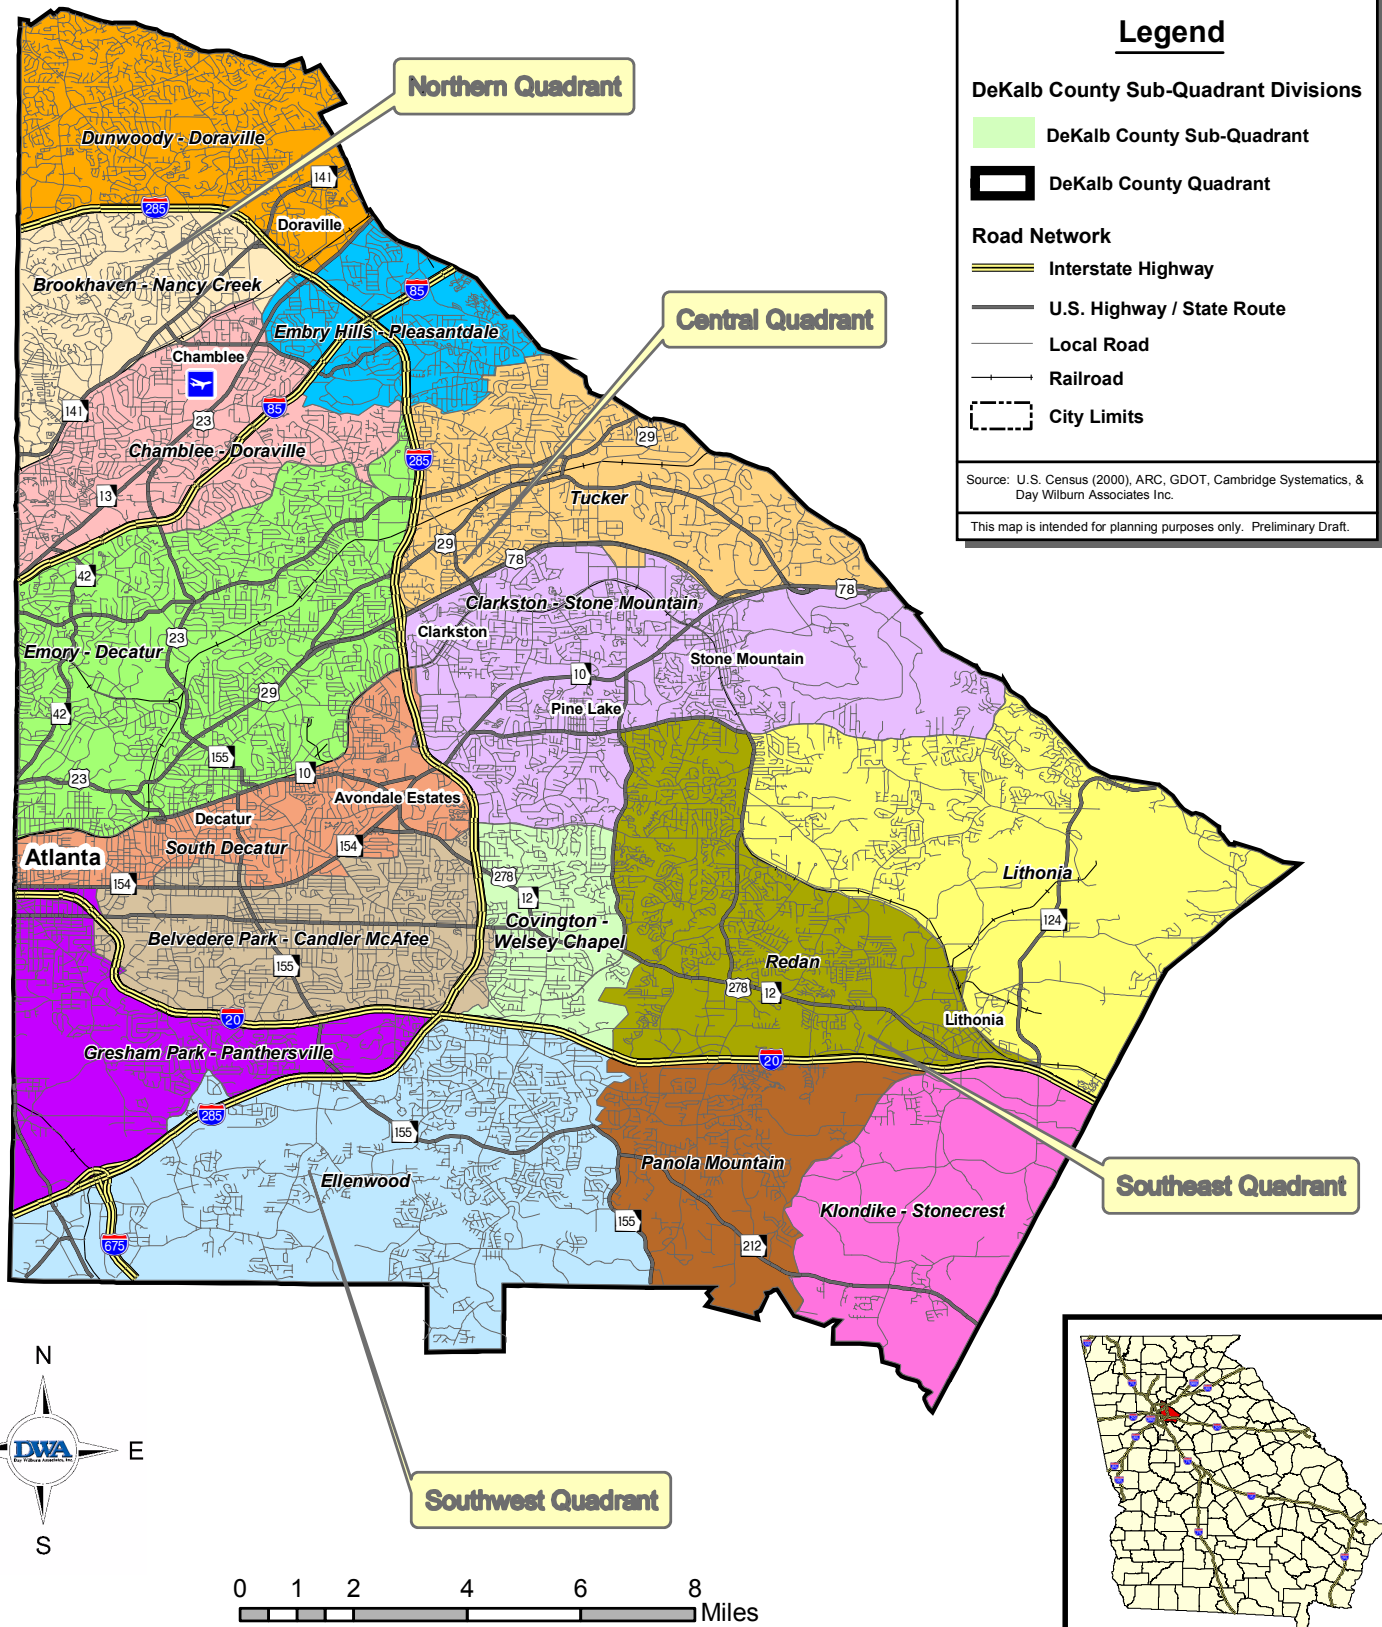 Legend
DeKalb County Sub-Quadrant Divisions
DeKalb County Sub-Quadrant
DeKalb County Quadrant
Road Network
Interstate Highway
U.S. Highway / State Route
Local Road
Railroad
City Limits
Source: U.S. Census (2000), ARC, GDOT, Cambridge Systematics, &
Day Wilburn Associates Inc.
This map is intended for planning purposes only. Preliminary Draft.
Northern Quadrant
Dunwoody - Doraville
141
285
Doraville
Brookhaven - Nancy Creek
85
Central Quadrant
Embry Hills - Pleasantdale
Chamblee
141
85
23
29
Chamblee - Doraville
285
13
Tucker
29
78
42
78
Clarkston - Stone Mountain
Clarkston
23
Emory - Decatur
Stone Mountain
10
29
42
Pine Lake
155
10
23
Avondale Estates
Decatur
154
South Decatur
Atlanta
Lithonia
278
154
12
124
Covington -
Welsey Chapel
Belvedere Park - Candler McAfee
155
Redan
278
12
20
Lithonia
Gresham Park - Panthersville
20
285
155
Panola Mountain
Ellenwood
Southeast Quadrant
Klondike - Stonecrest
155
675
212
N
E
S
DWA
Day Wilburn Associates, Inc.
Southwest Quadrant
0 1 2 4 6 8
Miles